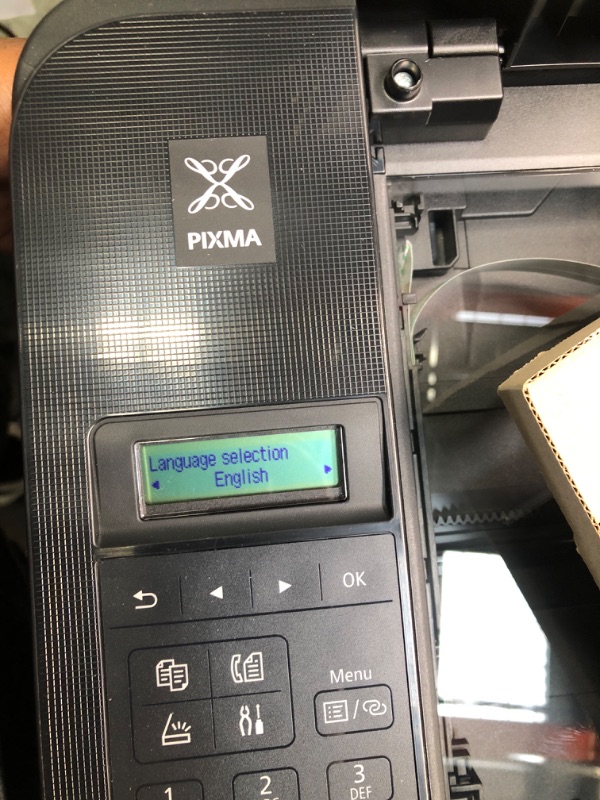 PIXMA
Language selection
English
OK
Menu
1
2
3
DEF